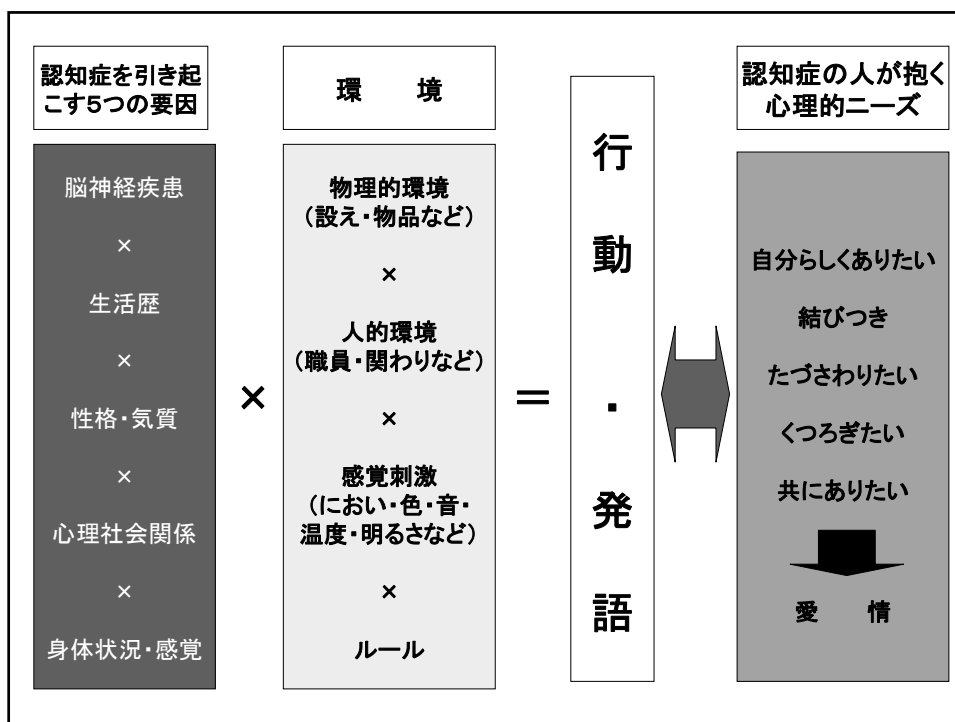 認知症を引き起
こす5つの要因
脳神経疾患
×
生活歴
×
性格・気質
×
心理社会関係
×
身体状況・感覚
×
環　境
物理的環境
（設え・物品など）
×
人的環境
（職員・関わりなど）
×
感覚刺激
（におい・色・音・
温度・明るさなど）
×
ルール
＝
行動・発語
認知症の人が抱く
心理的ニーズ
自分らしくありたい
結びつき
たづさわりたい
くつろぎたい
共にありたい
愛　情